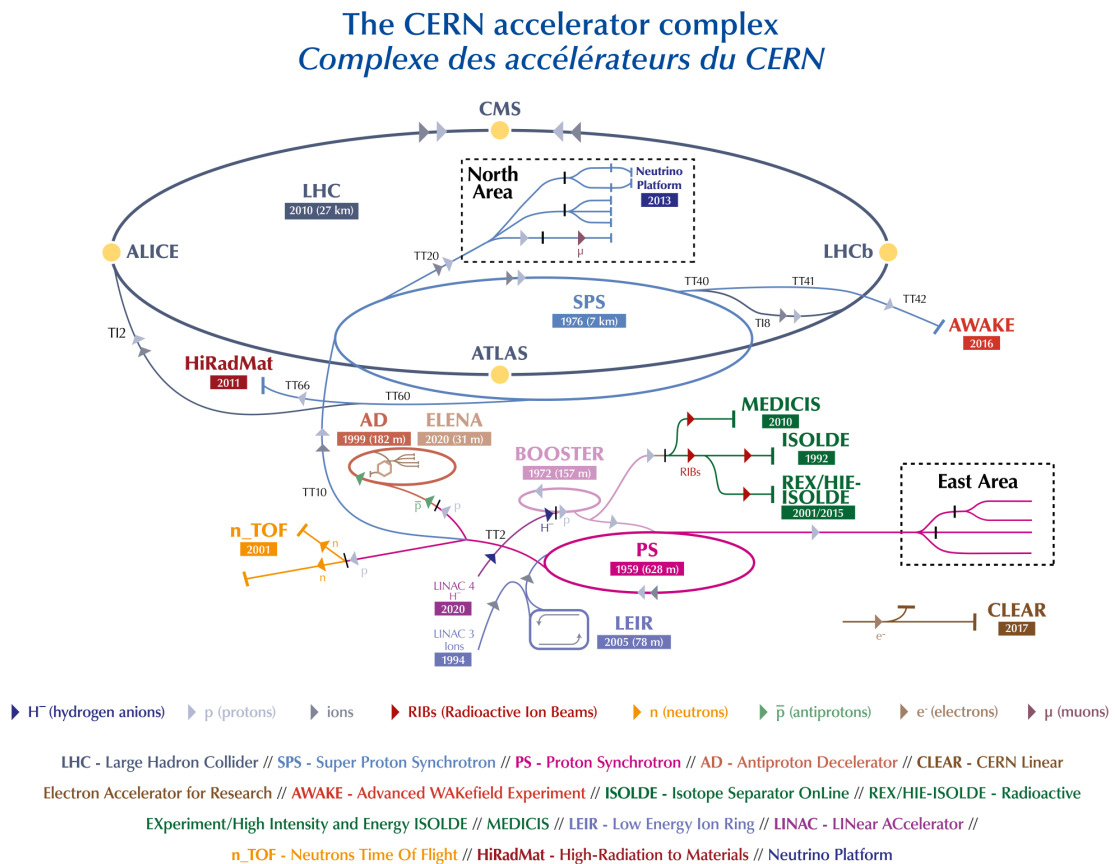 The CERN accelerator complex
Complexe des accélérateurs du CERN
CMS
North
Area
Neutrino
Platform
2013
LHC
2010 (27 km)
μ
ALICE
LHCb
TT20
TT40
TT41
TT42
SPS
1976 (7 km)
TI8
AWAKE
2016
TI2
ATLAS
HiRadMat
2011
TT66
TT60
AD
1999 (182 m)
ELENA
2020 (31 m)
MEDICIS
2010
BOOSTER
1972 (157 m)
ISOLDE
1992
RIBs
REX/HIE-
ISOLDE
2001/2015
East Area
TT10
p̅
p
p
H⁻
TT2
n_TOF
2001
n
n
p
PS
1959 (628 m)
LINAC 4
H⁻
2020
LINAC 3
Ions
1994
LEIR
2005 (78 m)
CLEAR
2017
e-
H⁻ (hydrogen anions)
p (protons)
ions
RIBs (Radioactive Ion Beams)
n (neutrons)
p̅ (antiprotons)
e- (electrons)
μ (muons)
LHC - Large Hadron Collider // SPS - Super Proton Synchrotron // PS - Proton Synchrotron // AD - Antiproton Decelerator // CLEAR - CERN Linear
Electron Accelerator for Research // AWAKE - Advanced WAKefield Experiment // ISOLDE - Isotope Separator OnLine // REX/HIE-ISOLDE - Radioactive
EXperiment/High Intensity and Energy ISOLDE // MEDICIS // LEIR - Low Energy Ion Ring // LINAC - LINear ACcelerator //
n_TOF - Neutrons Time Of Flight // HiRadMat - High-Radiation to Materials // Neutrino Platform